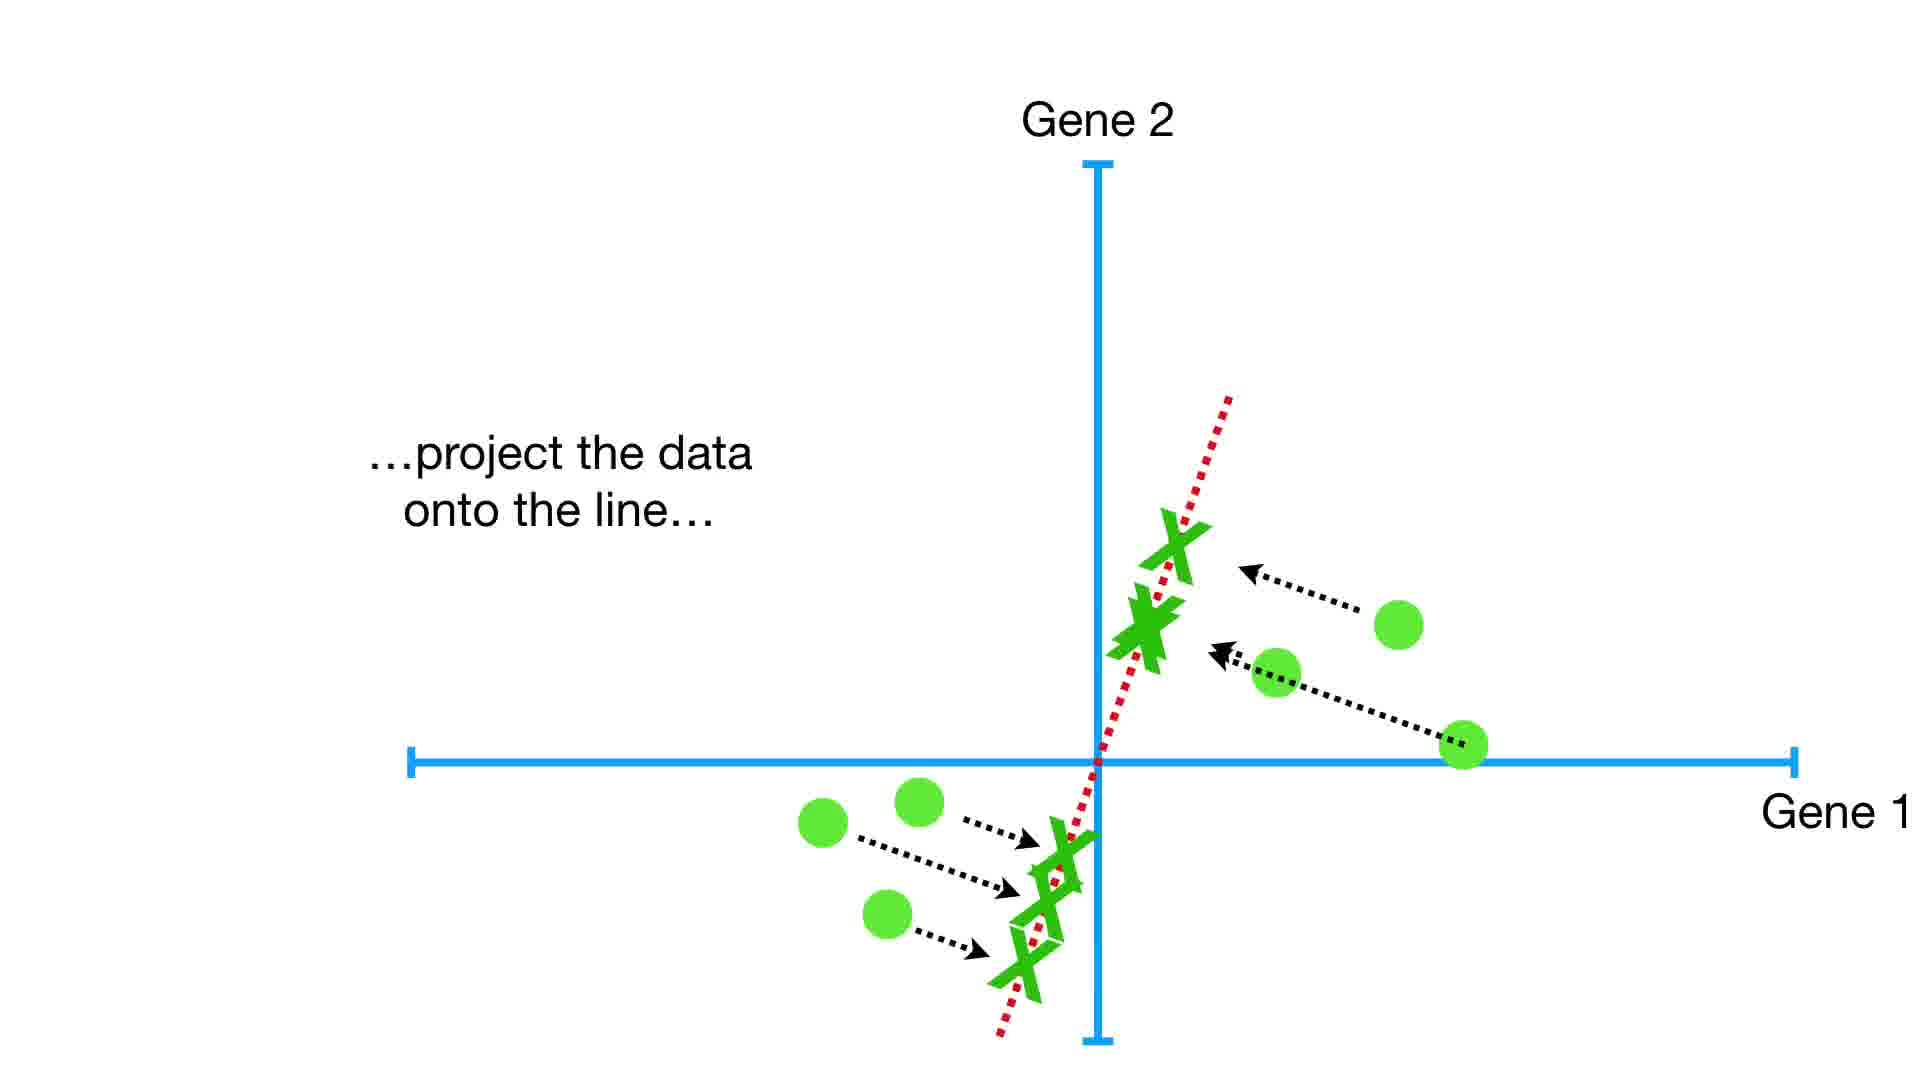 Gene 2
…project the data
onto the line…
Gene 1